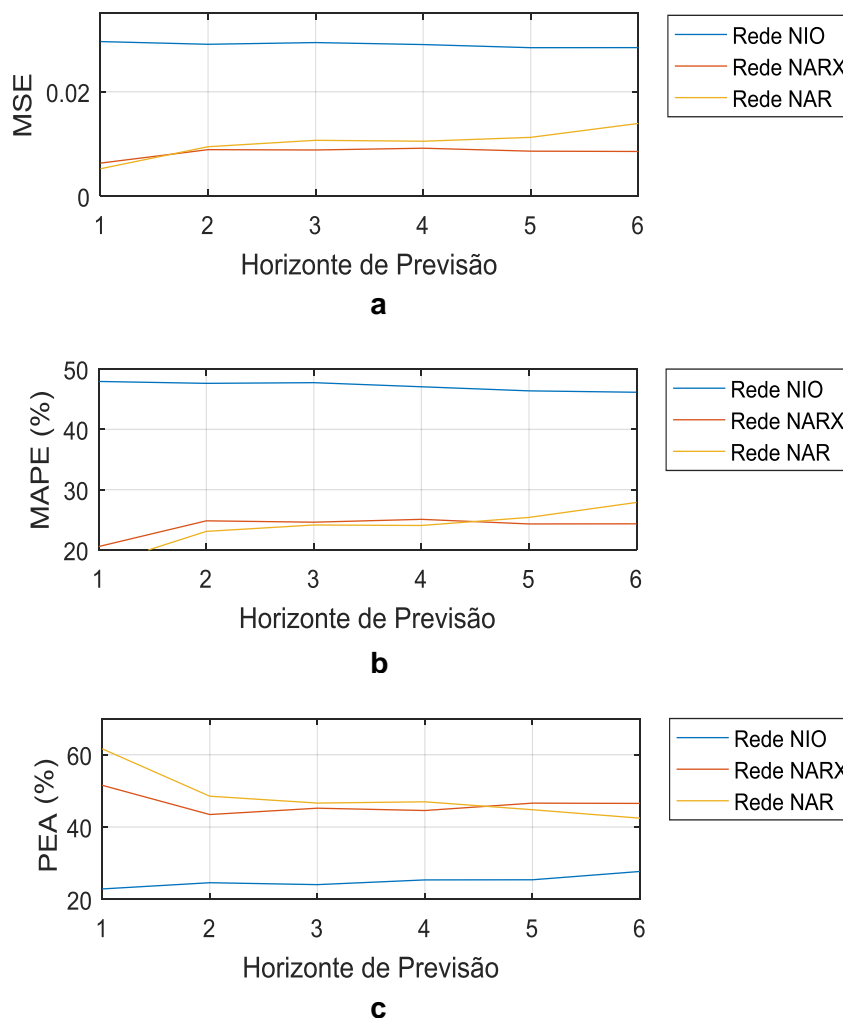 MSE
0.02
0
1 2 3 4 5 6
Horizonte de Previsão
Rede NIO
Rede NARX
Rede NAR
a
MAPE (%)
50
40
30
20
1 2 3 4 5 6
Horizonte de Previsão
Rede NIO
Rede NARX
Rede NAR
b
PEA (%)
60
40
20
1 2 3 4 5 6
Horizonte de Previsão
Rede NIO
Rede NARX
Rede NAR
c